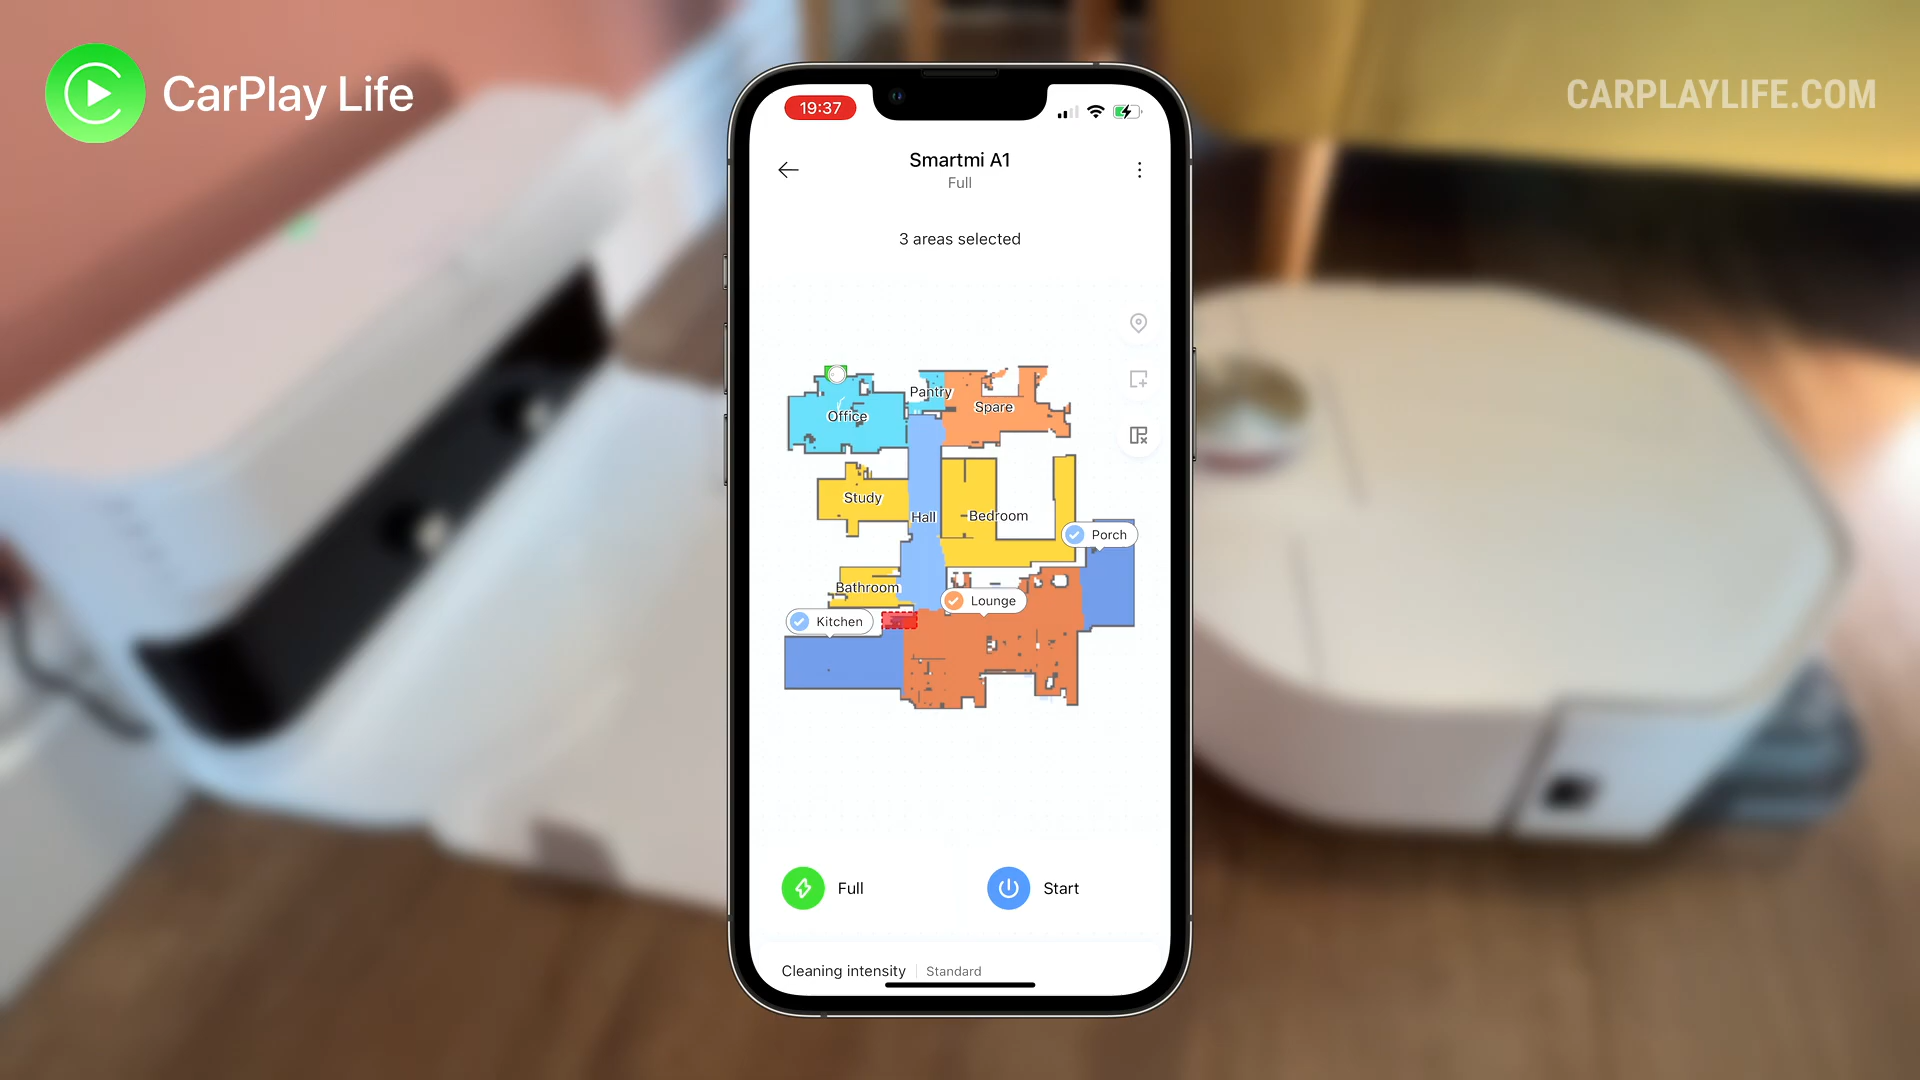 CarPlay Life
CARPLAYLIFE.COM
19:37
Smartmi A1
Full
3 areas selected
Pantry
Office
Spare
Study
Hall
Bedroom
Porch
Bathroom
Lounge
Kitchen
Full
Start
Cleaning intensity
Standard